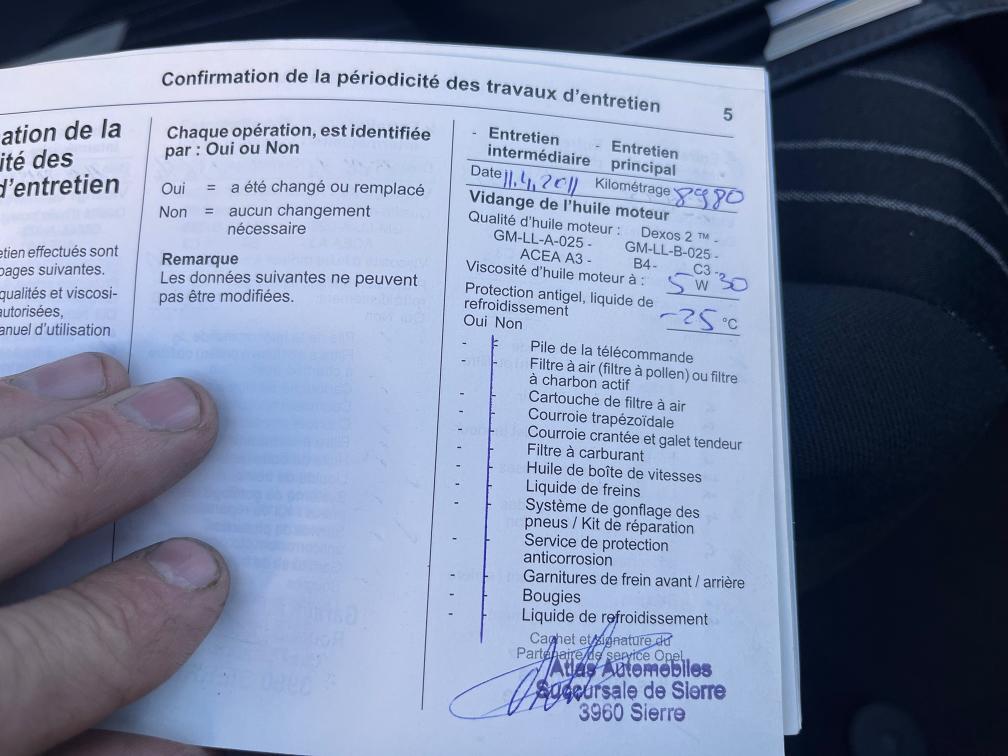 Confirmation de la périodicité des travaux d'entretien
5
ation de la
ité des
d'entretien
etien effectués sont
pages suivantes.
qualités et viscosi-
autorisées,
anuel d'utilisation
Chaque opération, est identifiée
par : Oui ou Non
Oui = a été changé ou remplacé
Non = aucun changement
nécessaire
Remarque
Les données suivantes ne peuvent
pas être modifiées.
- Entretien - Entretien
intermédiaire principal
Date 11.4.2011 Kilométrage 8980
Vidange de l'huile moteur
Qualité d'huile moteur : Dexos 2 ™ -
GM-LL-A-025 - GM-LL-B-025 -
ACEA A3 - B4 - C3 -
Viscosité d'huile moteur à : 5 W 30
Protection antigel, liquide de
refroidissement -25 °C
Oui Non
- - Pile de la télécommande
- - Filtre à air (filtre à pollen) ou filtre
à charbon actif
- - Cartouche de filtre à air
- - Courroie trapézoïdale
- - Courroie crantée et galet tendeur
- - Filtre à carburant
- - Huile de boîte de vitesses
- - Liquide de freins
- - Système de gonflage des
pneus / Kit de réparation
- - Service de protection
anticorrosion
- - Garnitures de frein avant / arrière
- - Bougies
- - Liquide de refroidissement
Cachet et signature du
Partenaire de service Opel
Atlas Automobiles
Succursale de Sierre
3960 Sierre